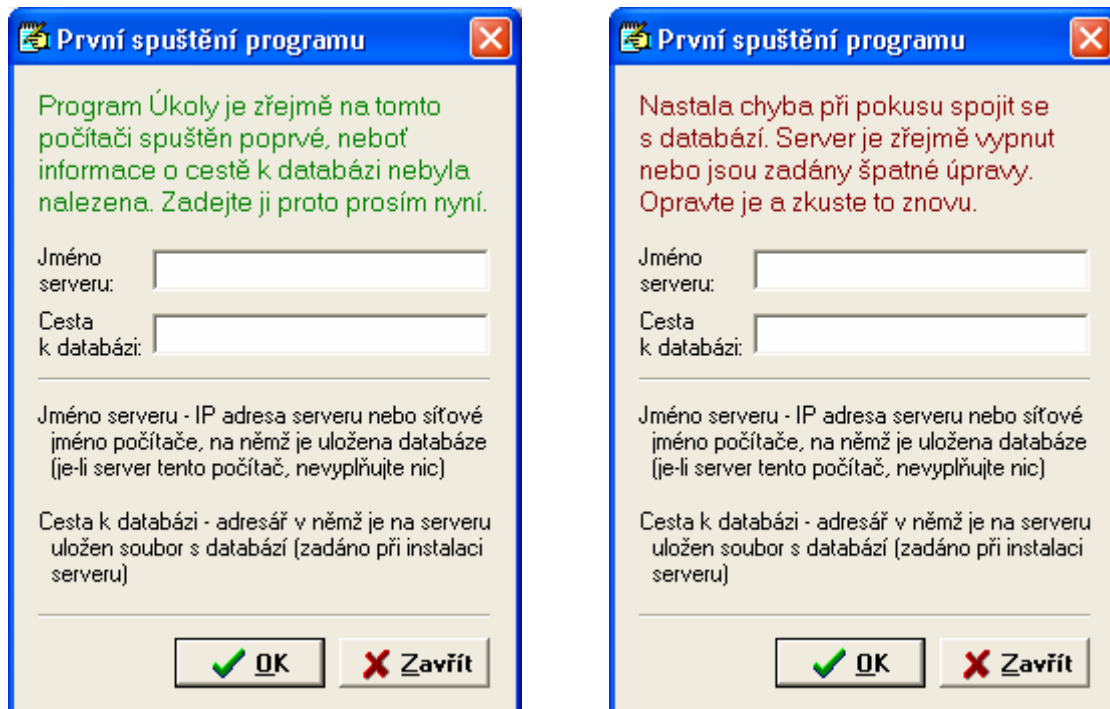 První spuštění programu
Program Úkoly je zřejmě na tomto
počítači spuštěn poprvé, neboť
informace o cestě k databázi nebyla
nalezena. Zadejte ji proto prosím nyní.
Jméno
serveru:
Cesta
k databázi:
Jméno serveru - IP adresa serveru nebo síťové
jméno počítače, na němž je uložena databáze
(je-li server tento počítač, nevyplňujte nic)
Cesta k databázi - adresář v němž je na serveru
uložen soubor s databází (zadáno při instalaci
serveru)
OK
Zavřít
První spuštění programu
Nastala chyba při pokusu spojit se
s databází. Server je zřejmě vypnut
nebo jsou zadány špatné úpravy.
Opravte je a zkuste to znovu.
Jméno
serveru:
Cesta
k databázi:
Jméno serveru - IP adresa serveru nebo síťové
jméno počítače, na němž je uložena databáze
(je-li server tento počítač, nevyplňujte nic)
Cesta k databázi - adresář v němž je na serveru
uložen soubor s databází (zadáno při instalaci
serveru)
OK
Zavřít